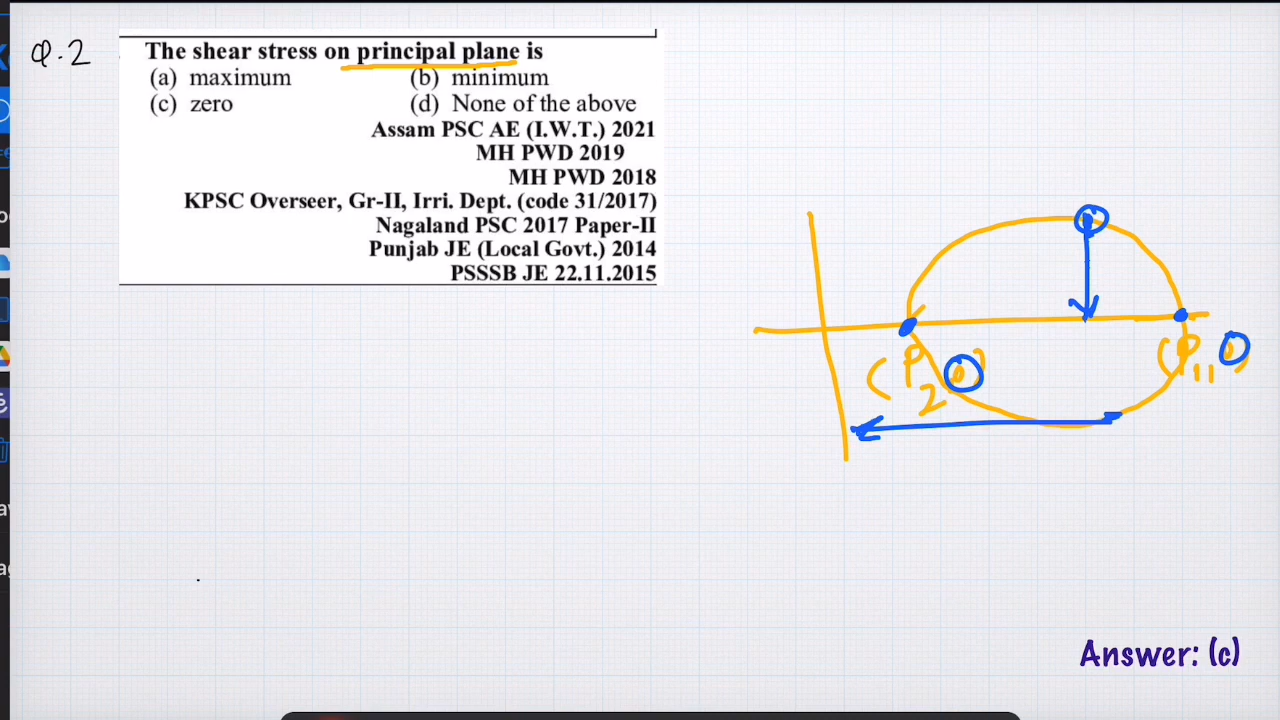 Q.2
The shear stress on principal plane is
(a) maximum (b) minimum
(c) zero (d) None of the above
Assam PSC AE (I.W.T.) 2021
MH PWD 2019
MH PWD 2018
KPSC Overseer, Gr-II, Irri. Dept. (code 31/2017)
Nagaland PSC 2017 Paper-II
Punjab JE (Local Govt.) 2014
PSSSB JE 22.11.2015
(P2 0)
(P1, 0)
Answer: (c)